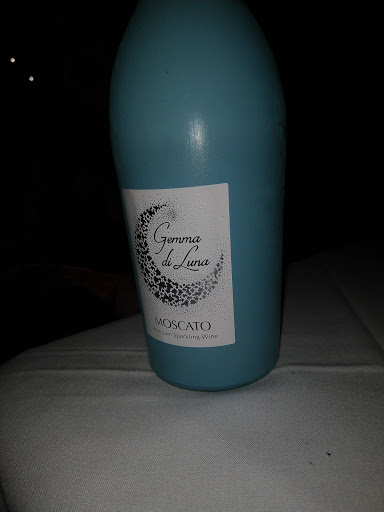 Gemma
di Luna
MOSCATO
Sparkling Wine